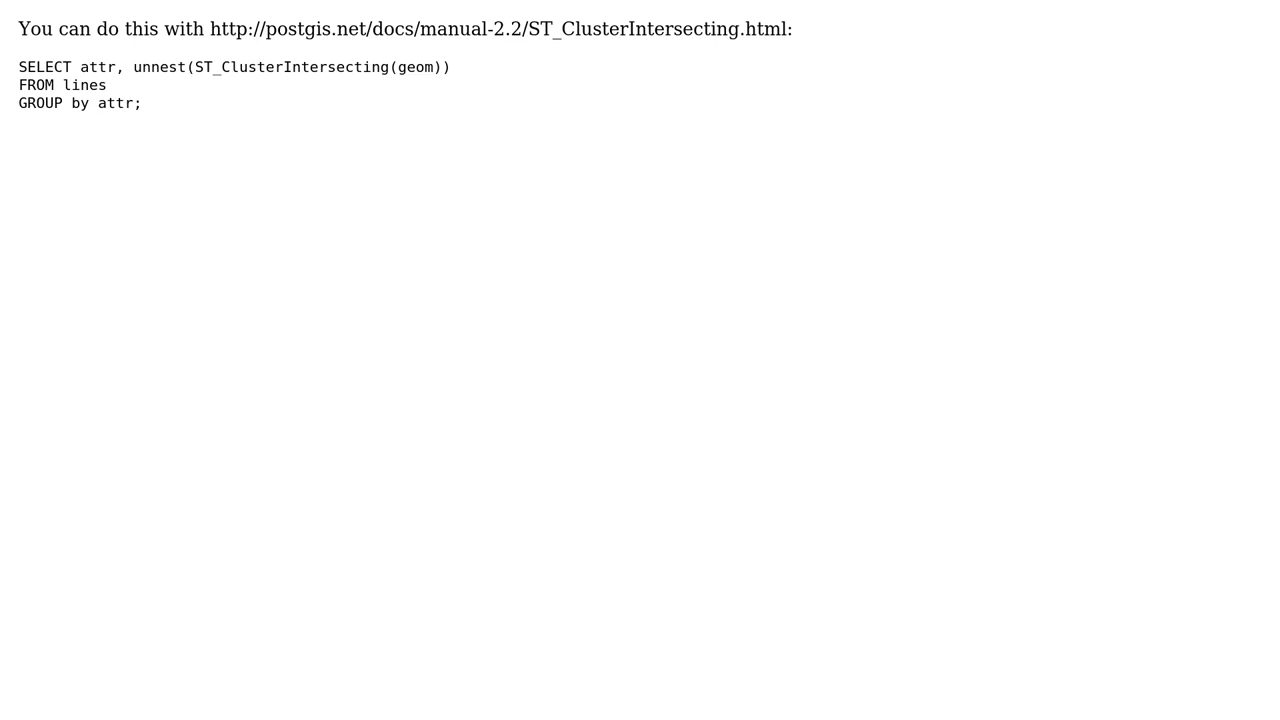 You can do this with http://postgis.net/docs/manual-2.2/ST_ClusterIntersecting.html:
SELECT attr, unnest(ST_ClusterIntersecting(geom))
FROM lines
GROUP by attr;